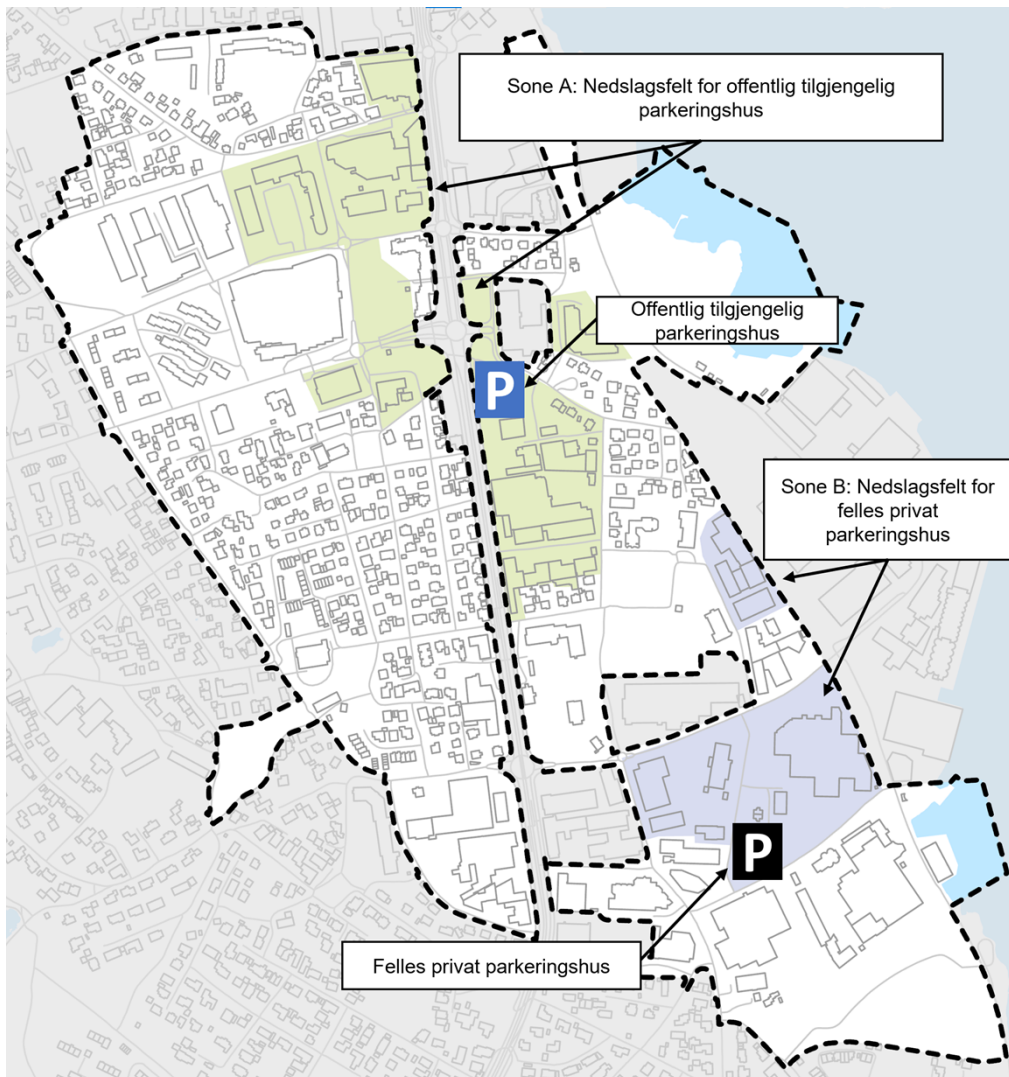 Sone A: Nedslagsfelt for offentlig tilgjengelig
parkeringshus
Offentlig tilgjengelig
parkeringshus
P
Sone B: Nedslagsfelt for
felles privat
parkeringshus
P
Felles privat parkeringshus